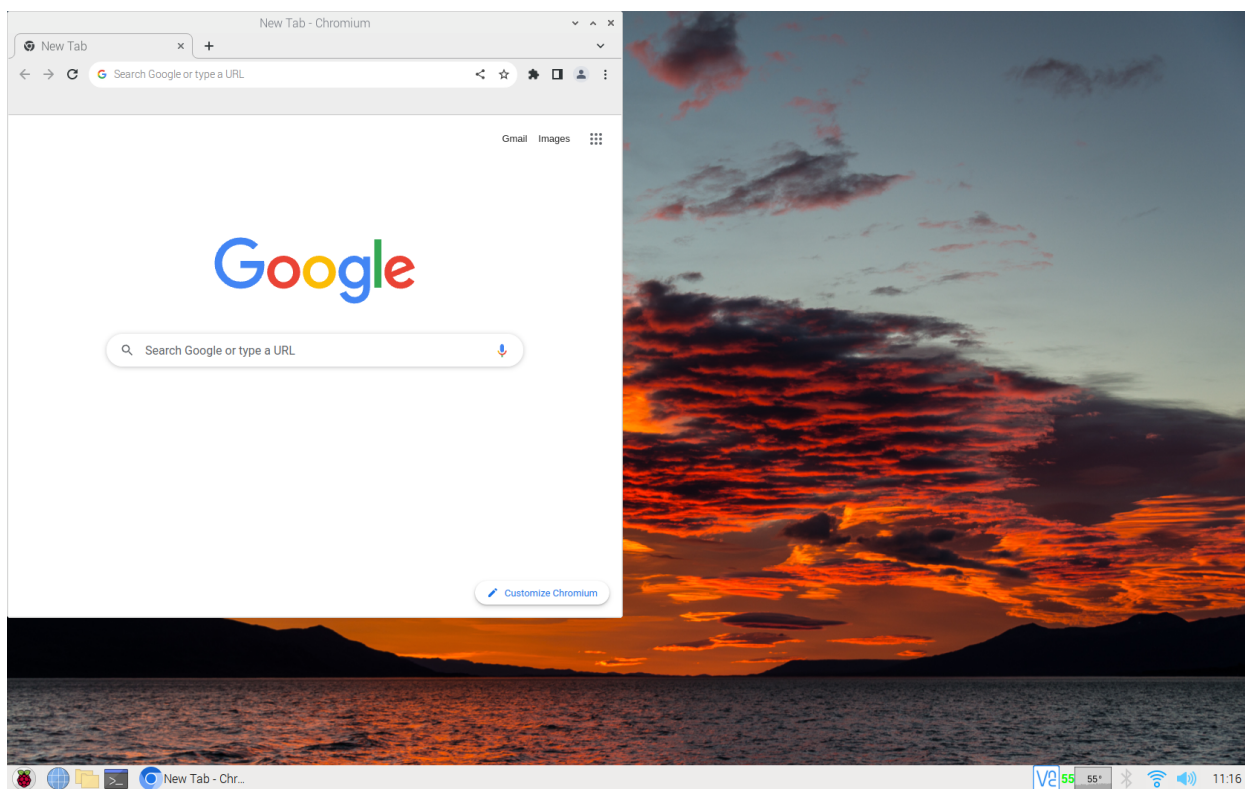 New Tab - Chromium
New Tab
Search Google or type a URL
Gmail Images
Google
Search Google or type a URL
Customize Chromium
New Tab - Chr...
55 55° 11:16